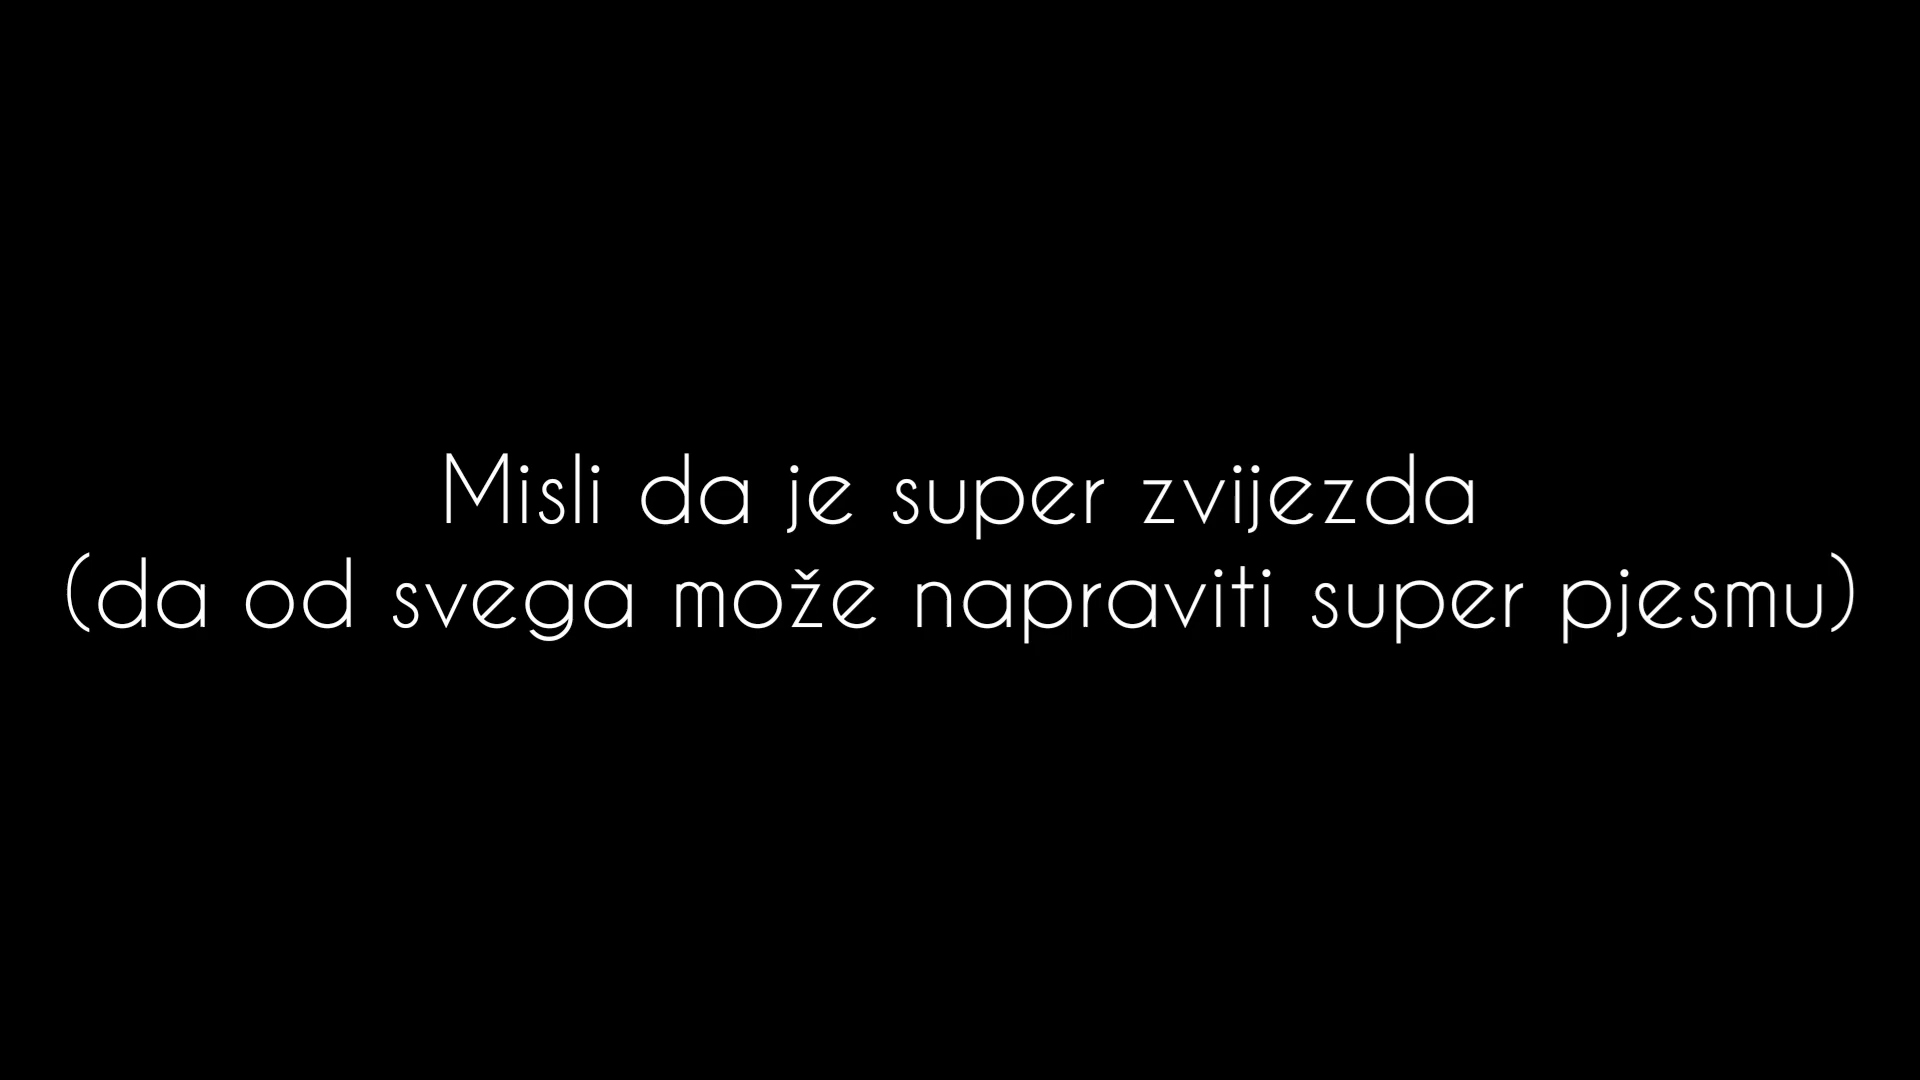 Misli da je super zvijezda
(da od svega može napraviti super pjesmu)